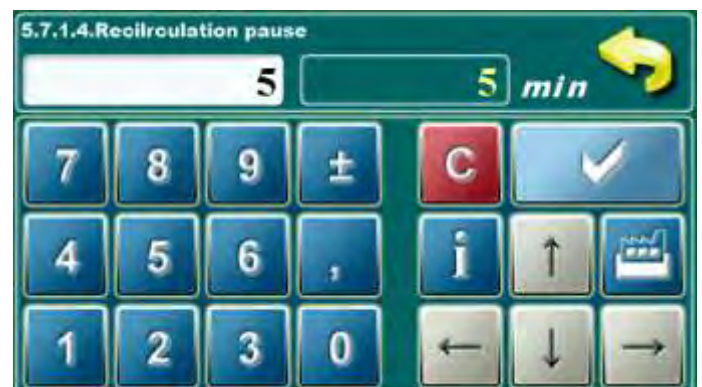 5.7.1.4.Recilrculation pause
5 5 min
7 8 9 ± C
4 5 6 , i ↑
1 2 3 0 ← ↓ →